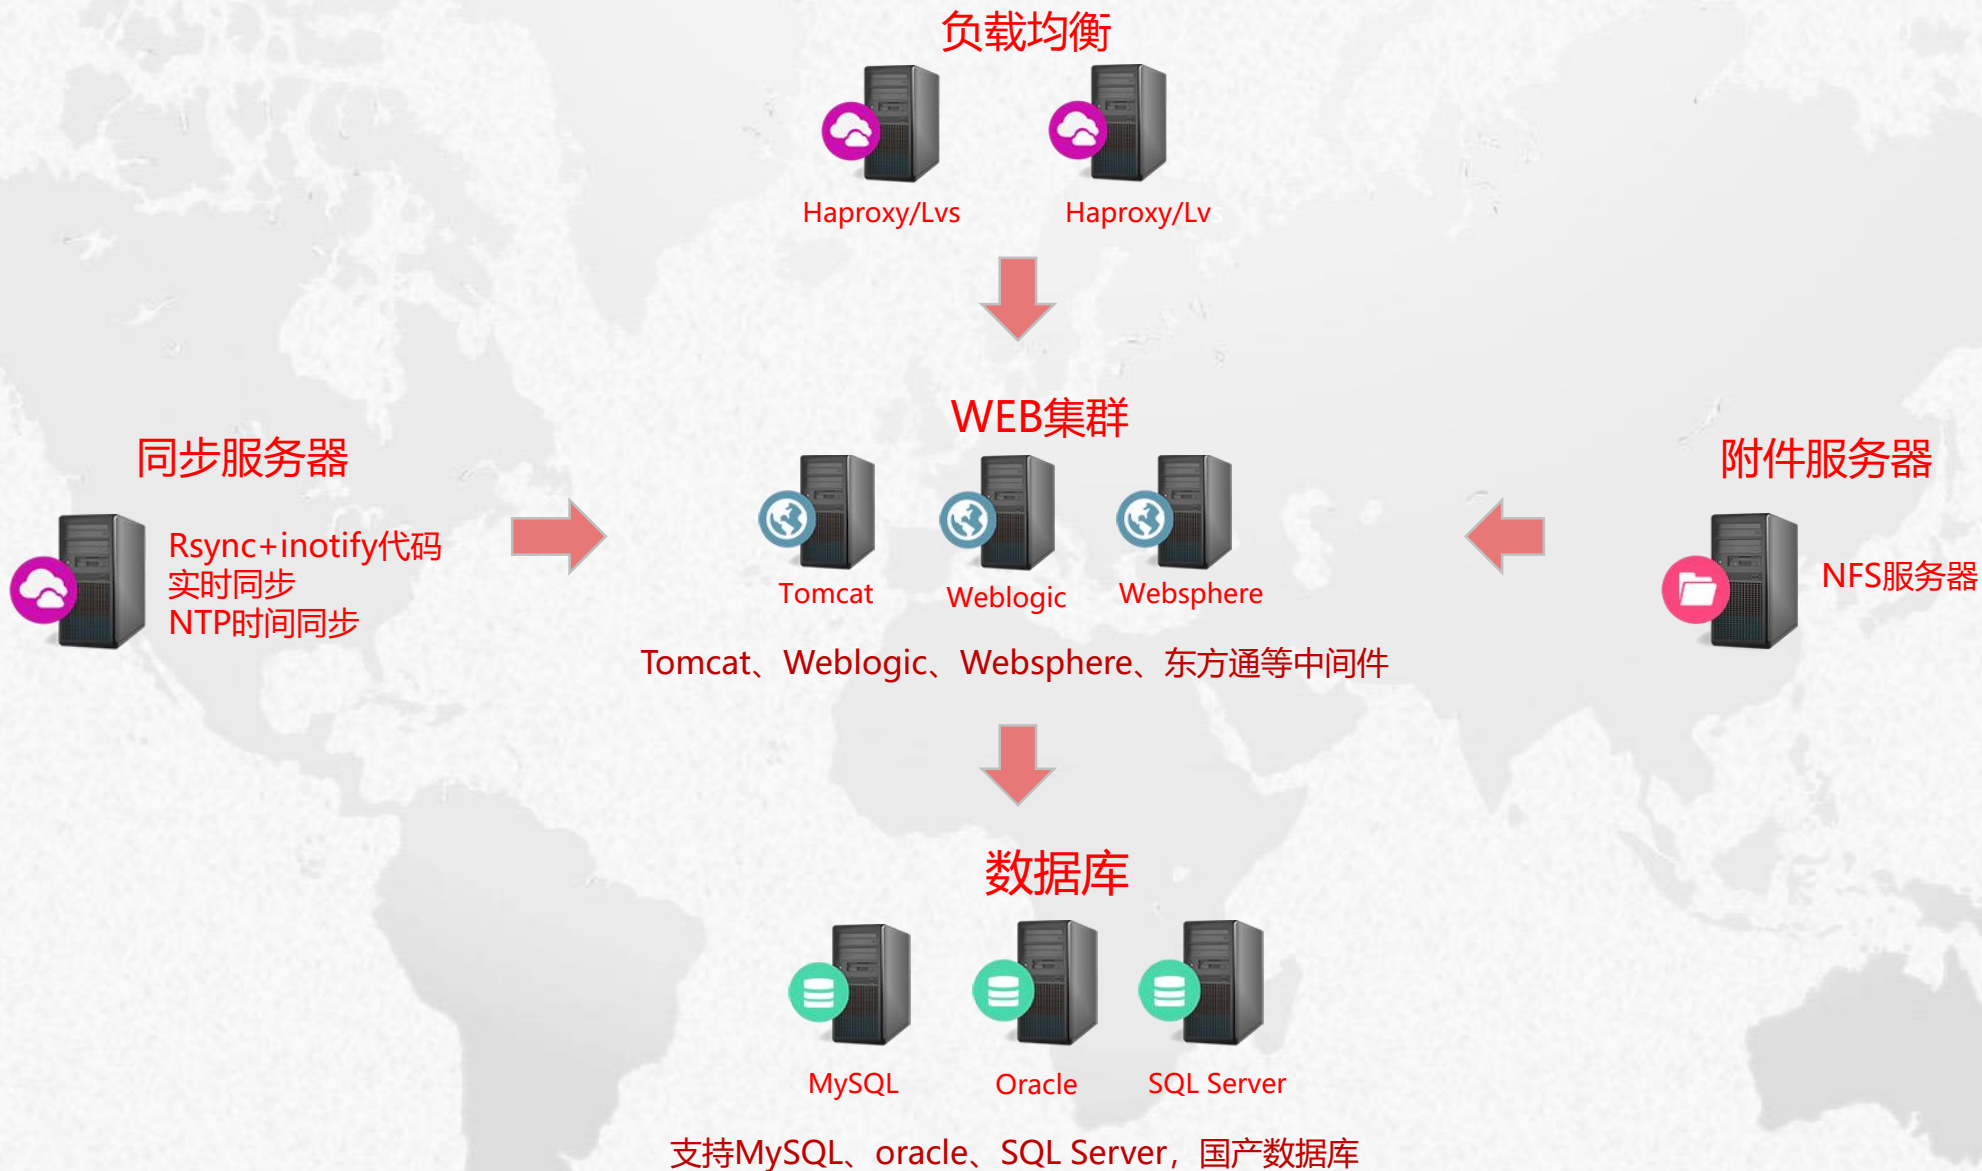 负载均衡
Haproxy/Lvs
Haproxy/Lvs
WEB集群
同步服务器
Rsync+inotify代码
实时同步
NTP时间同步
Tomcat
Weblogic
Websphere
Tomcat、Weblogic、Websphere、东方通等中间件
附件服务器
NFS服务器
数据库
MySQL
Oracle
SQL Server
支持MySQL、oracle、SQL Server，国产数据库